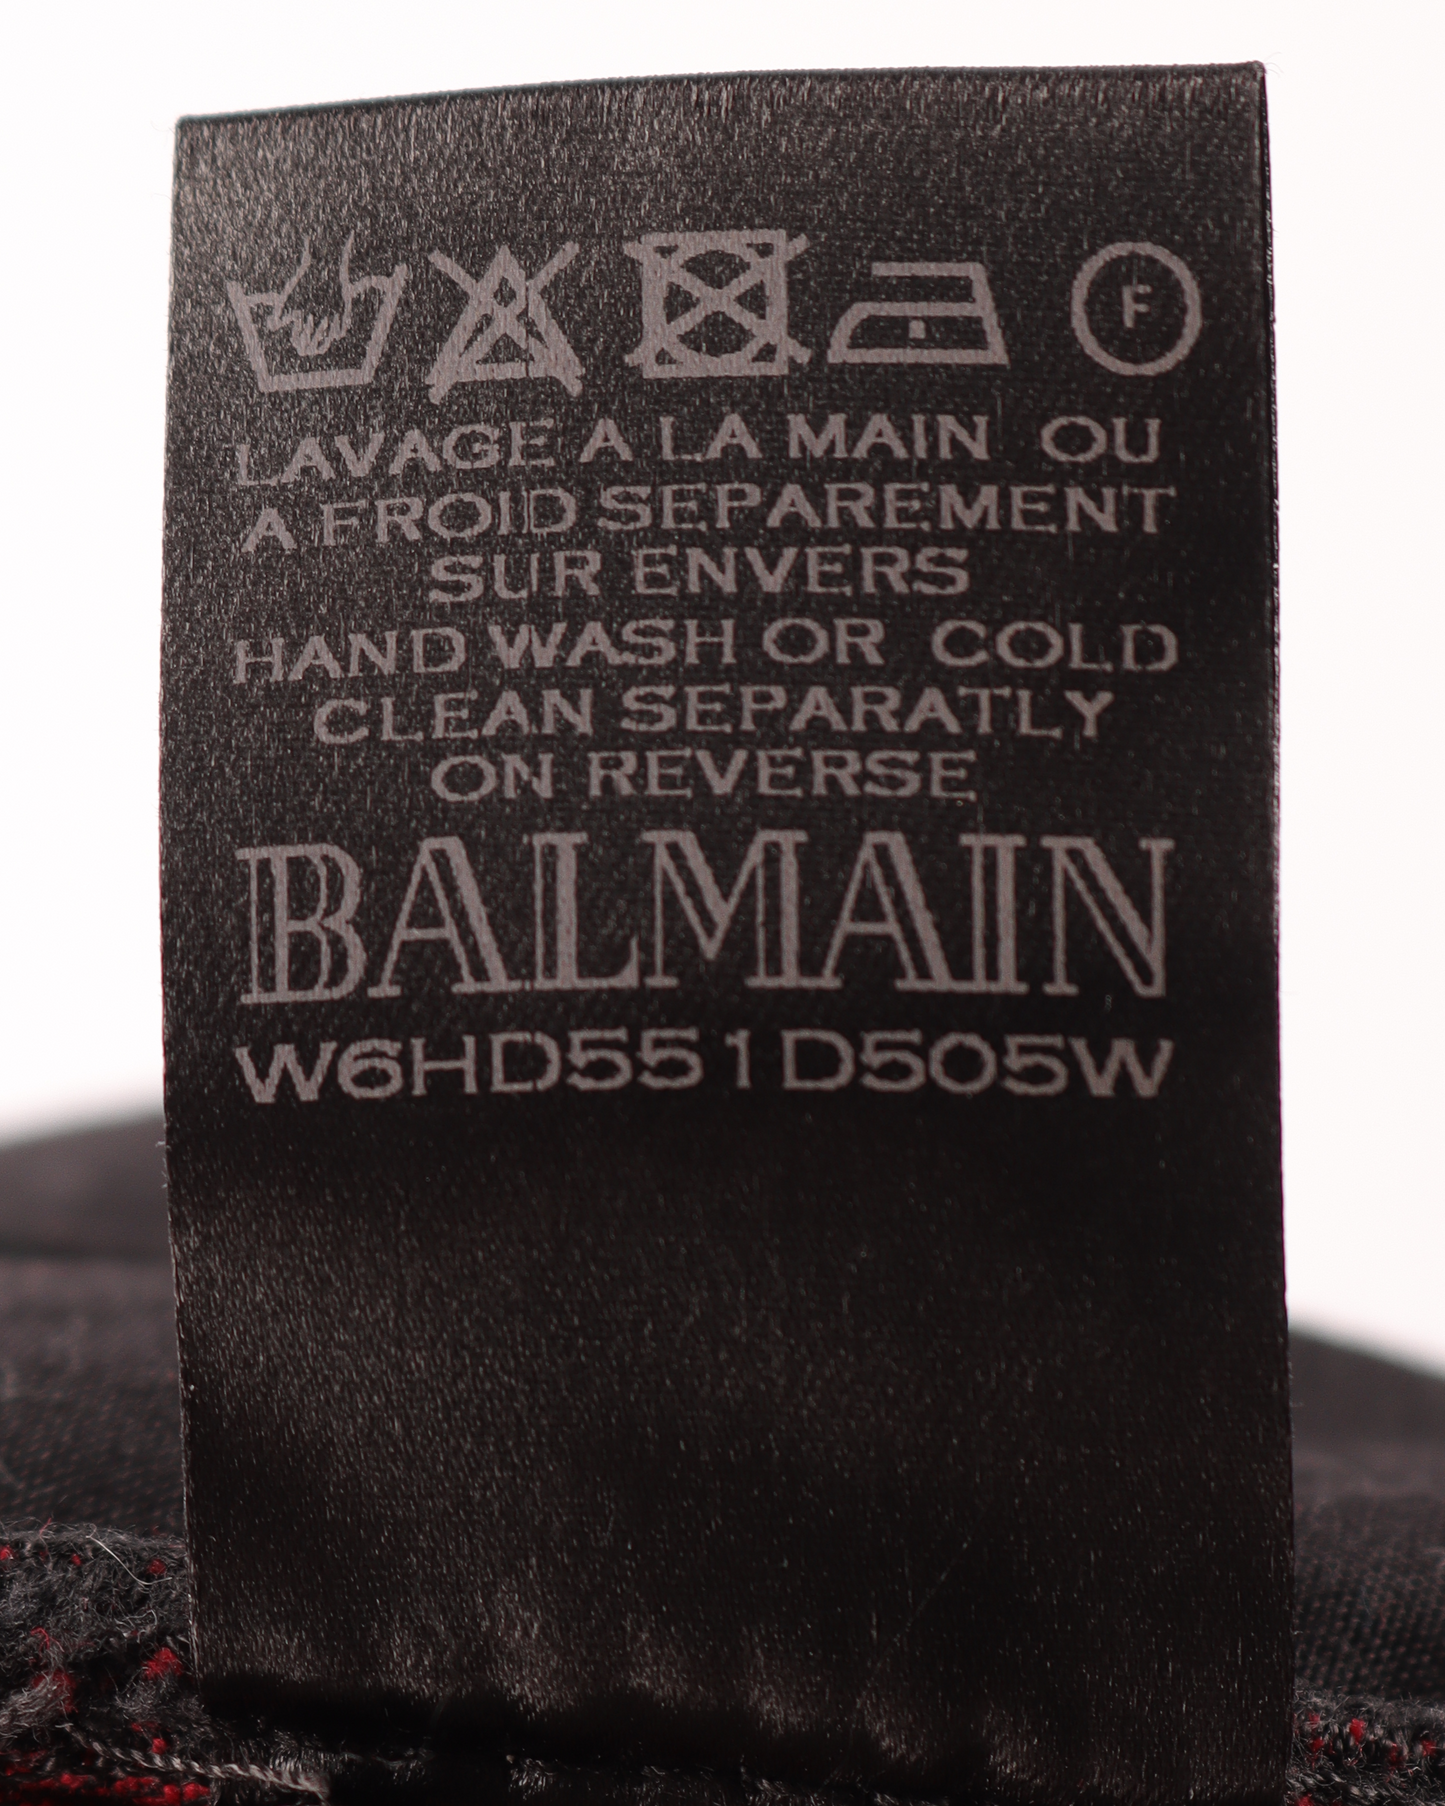 F
LAVAGE A LA MAIN OU
A FROID SEPAREMENT
SUR ENVERS
HAND WASH OR COLD
CLEAN SEPARATLY
ON REVERSE
BALMAIN
W6HD551D505W